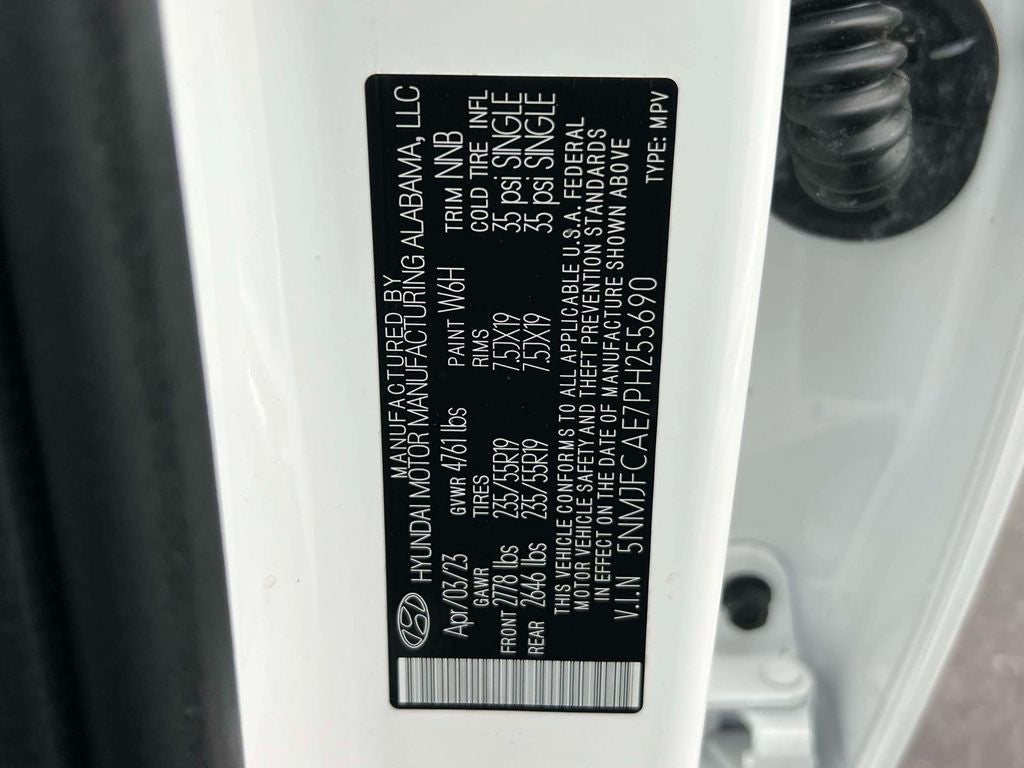 MANUFACTURED BY
HYUNDAI MOTOR MANUFACTURING ALABAMA, LLC
Apr/03/23 GVWR 4761 lbs PAINT W6H TRIM NNB
GAWR TIRES RIMS COLD TIRE INFL
FRONT 2778 lbs 235/55R19 7.5JX19 35 psi SINGLE
REAR 2646 lbs 235/55R19 7.5JX19 35 psi SINGLE
THIS VEHICLE CONFORMS TO ALL APPLICABLE U.S.A. FEDERAL
MOTOR VEHICLE SAFETY AND THEFT PREVENTION STANDARDS
IN EFFECT ON THE DATE OF MANUFACTURE SHOWN ABOVE
V.I.N 5NMJFCAE7PH255690 TYPE: MPV